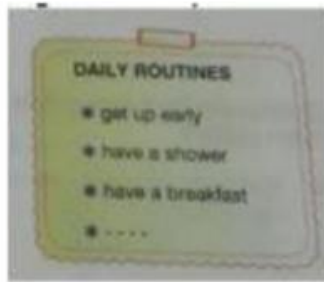 DAILY ROUTINES
* get up early
* have a shower
* have a breakfast
* ----